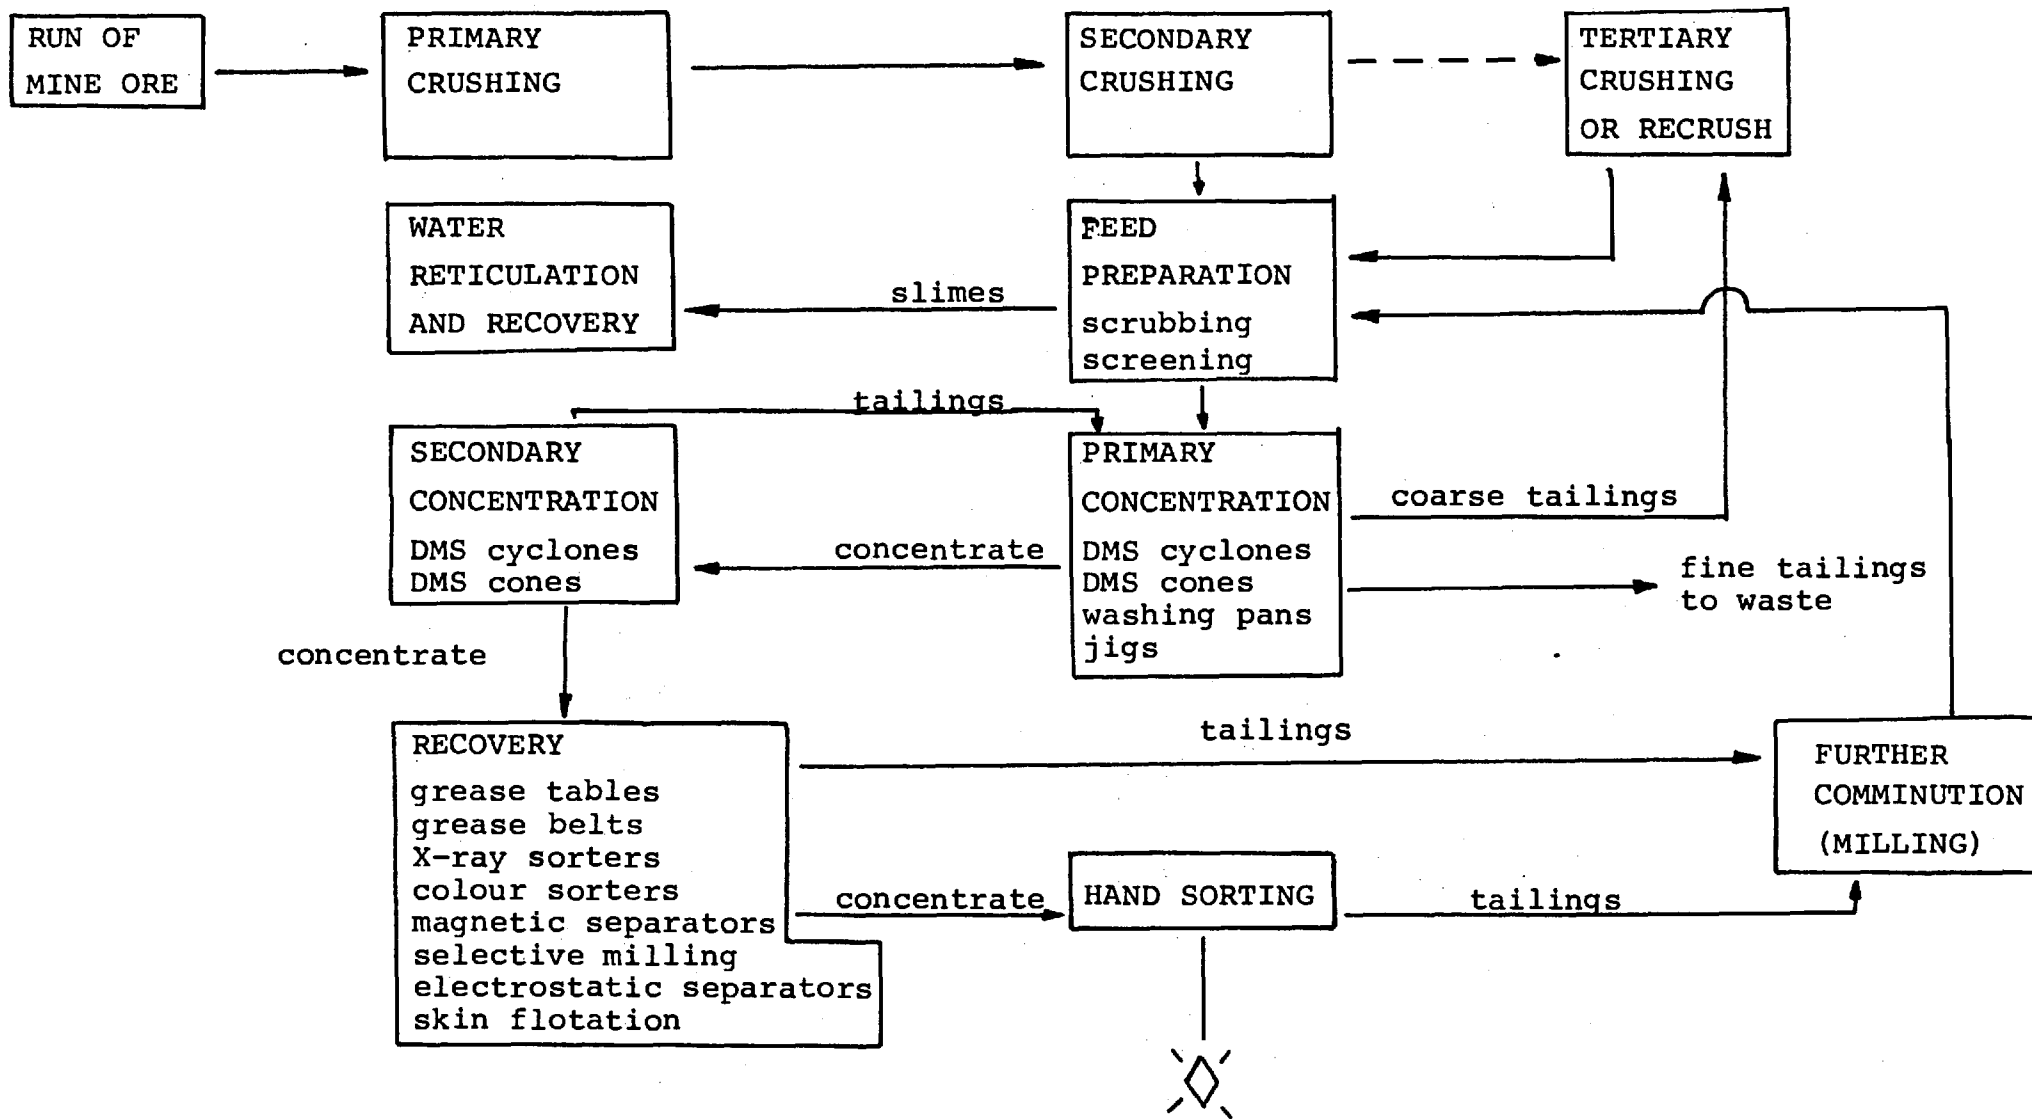 RUN OF
MINE ORE
PRIMARY
CRUSHING
SECONDARY
CRUSHING
TERTIARY
CRUSHING
OR RECRUSH
WATER
RETICULATION
AND RECOVERY
slimes
FEED
PREPARATION
scrubbing
screening
tailings
SECONDARY
CONCENTRATION
DMS cyclones
DMS cones
concentrate
PRIMARY
CONCENTRATION
DMS cyclones
DMS cones
washing pans
jigs
coarse tailings
fine tailings
to waste
concentrate
RECOVERY
grease tables
grease belts
X-ray sorters
colour sorters
magnetic separators
selective milling
electrostatic separators
skin flotation
tailings
concentrate
HAND SORTING
tailings
FURTHER
COMMINUTION
(MILLING)